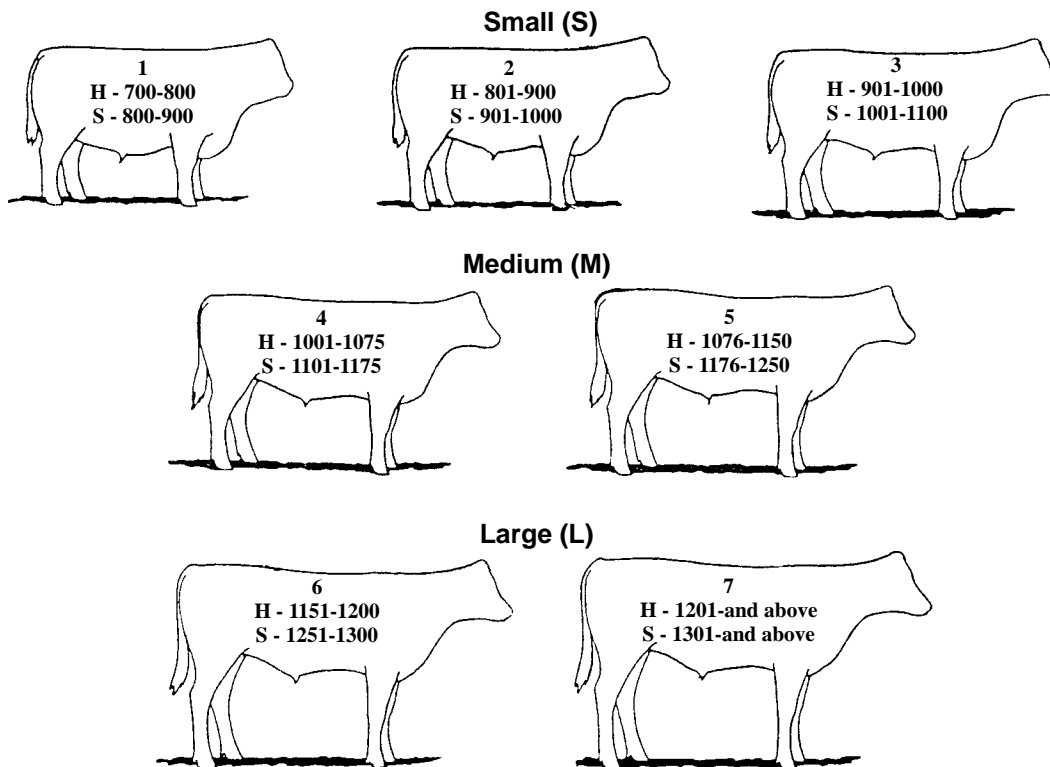 Small (S)
1
H - 700-800
S - 800-900
2
H - 801-900
S - 901-1000
3
H - 901-1000
S - 1001-1100
Medium (M)
4
H - 1001-1075
S - 1101-1175
5
H - 1076-1150
S - 1176-1250
Large (L)
6
H - 1151-1200
S - 1251-1300
7
H - 1201-and above
S - 1301-and above